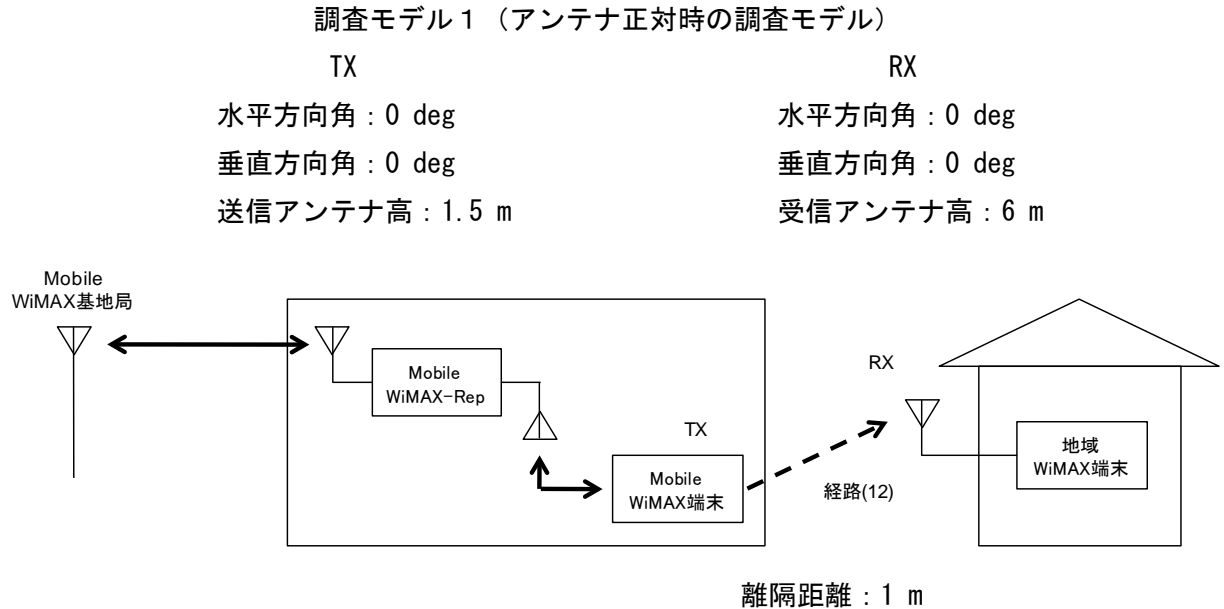 調査モデル１（アンテナ正対時の調査モデル）
TX
RX
水平方向角：0 deg
水平方向角：0 deg
垂直方向角：0 deg
垂直方向角：0 deg
送信アンテナ高：1.5 m
受信アンテナ高：6 m
Mobile
WiMAX基地局
Mobile
WiMAX-Rep
TX
Mobile
WiMAX端末
経路(12)
RX
地域
WiMAX端末
離隔距離：1 m